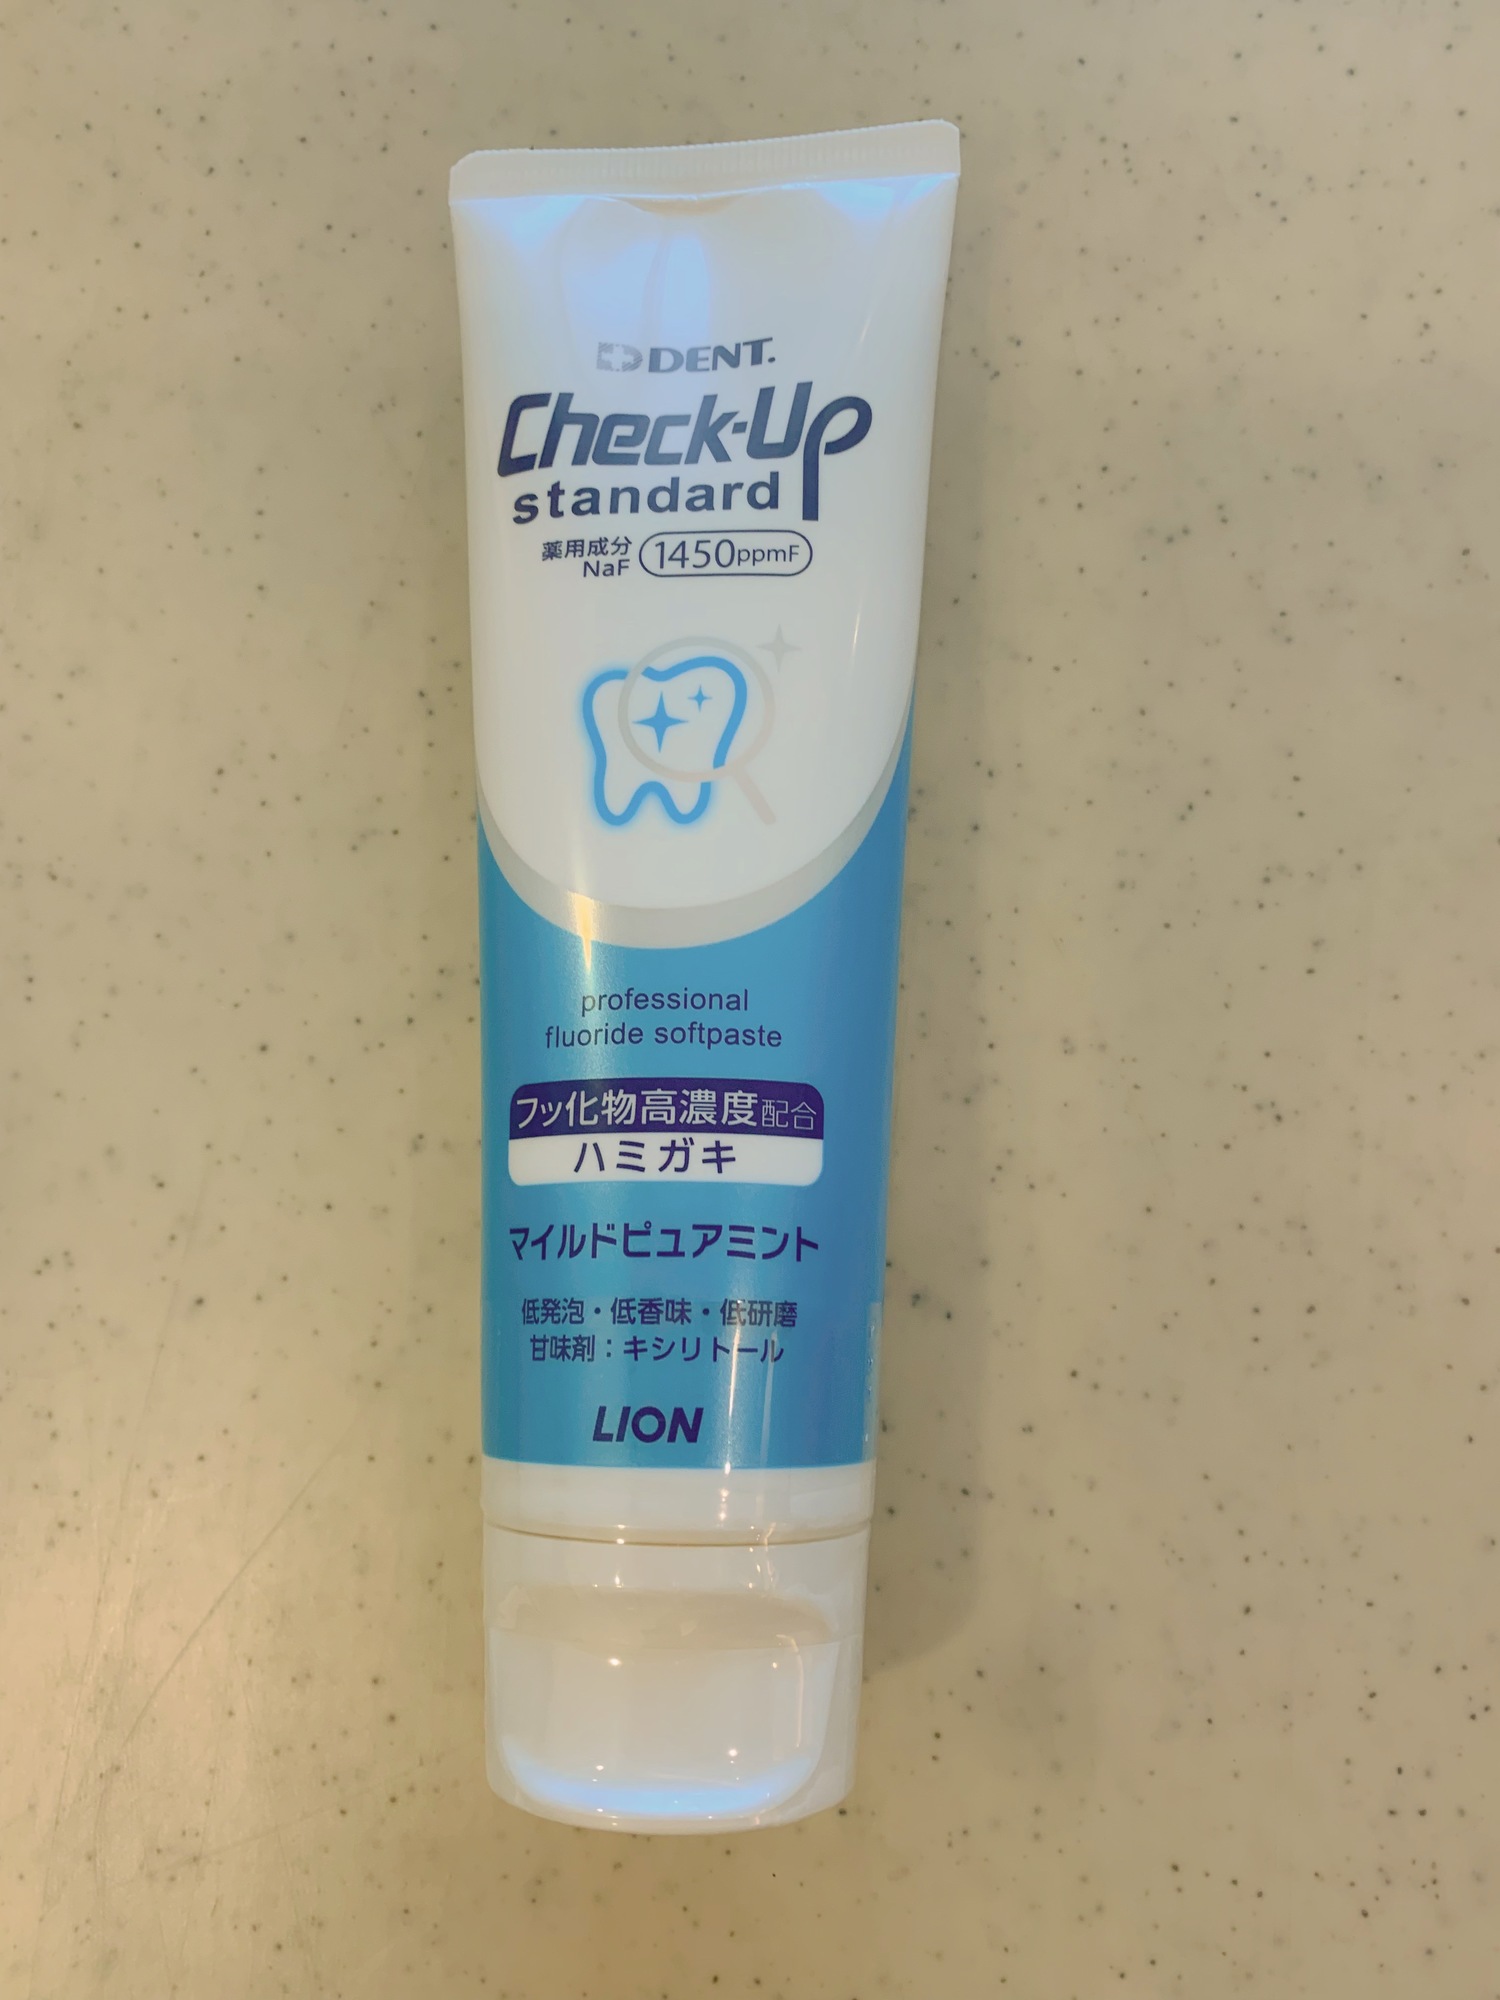 DENT.
Check-Up
standard
薬用成分
NaF
1450ppmF
professional
fluoride softpaste
フッ化物高濃度配合
ハミガキ
マイルドピュアミント
低発泡・低香味・低研磨
甘味剤：キシリトール
LION